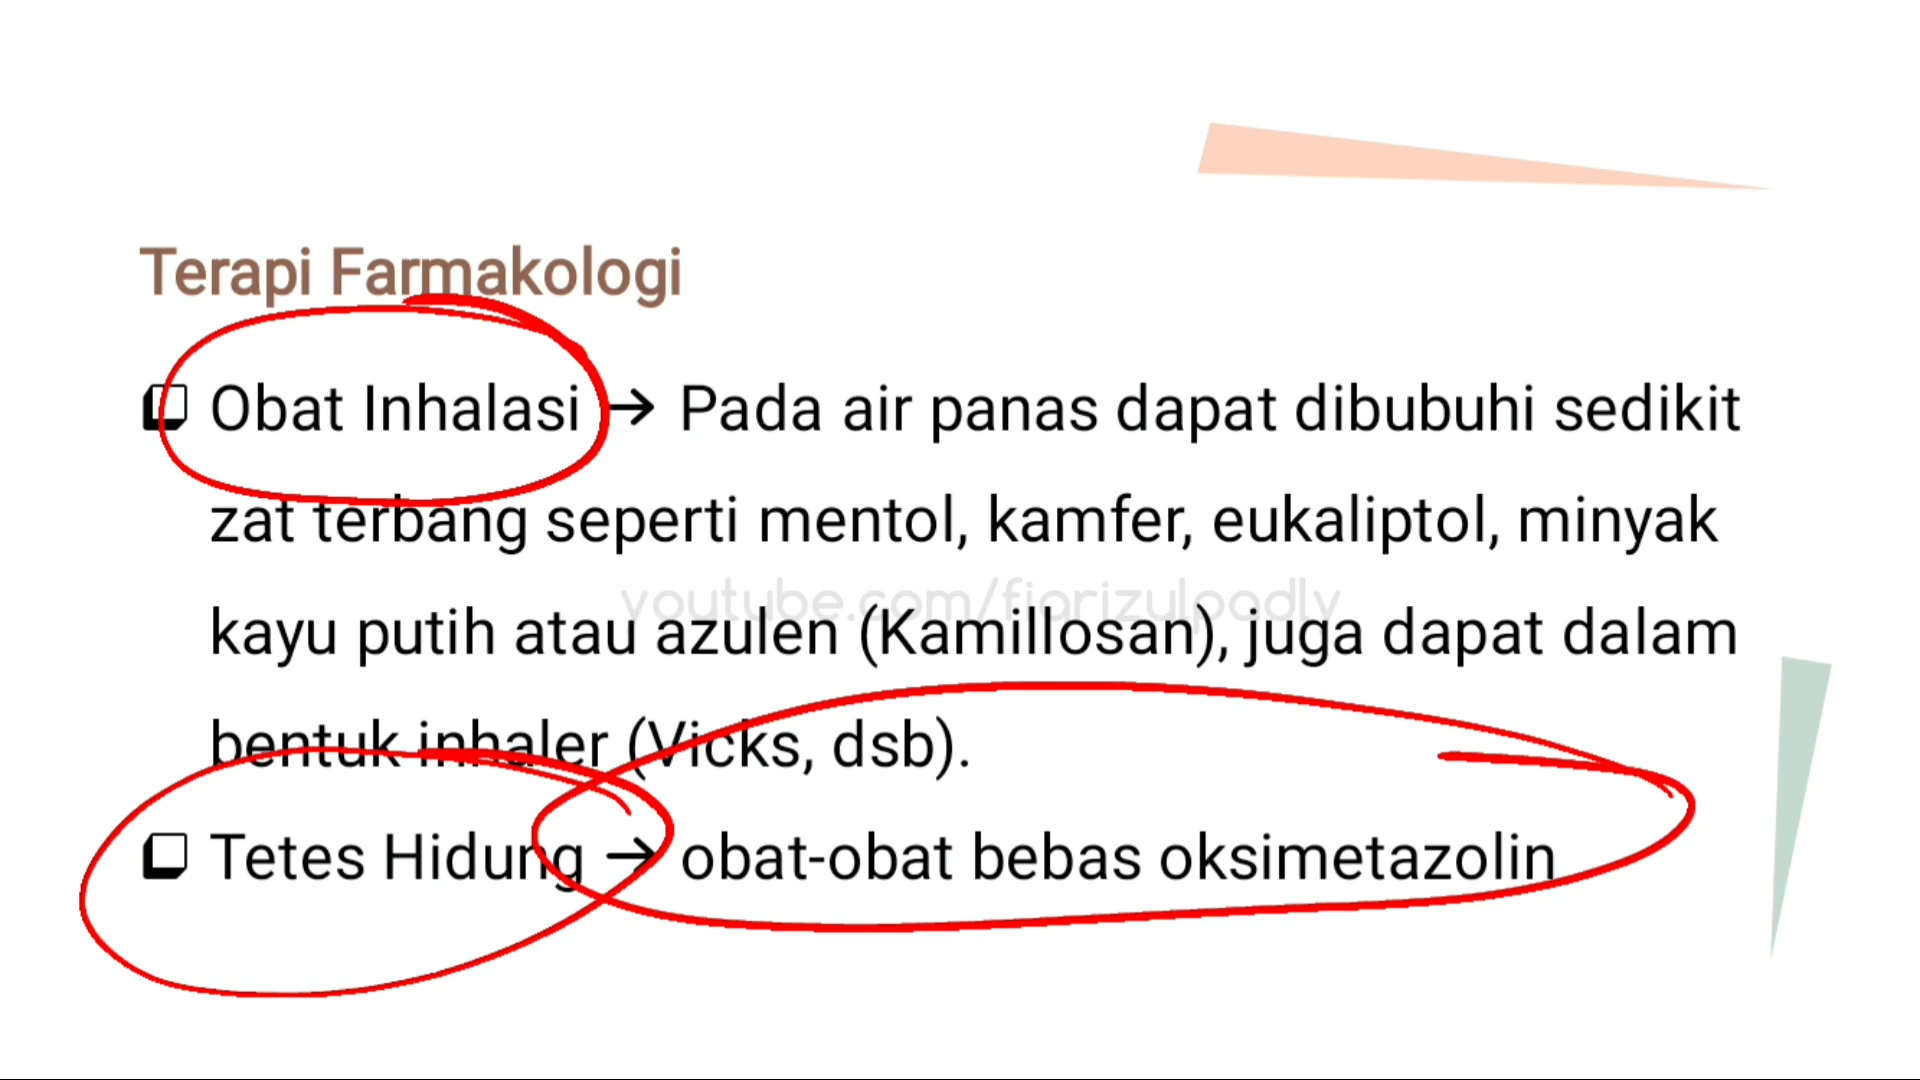 Terapi Farmakologi
Obat Inhalasi → Pada air panas dapat dibubuhi sedikit
zat terbang seperti mentol, kamfer, eukaliptol, minyak
youtube.com/fiqrizulpadly
kayu putih atau azulen (Kamillosan), juga dapat dalam
bentuk inhaler (Vicks, dsb).
Tetes Hidung → obat-obat bebas oksimetazolin